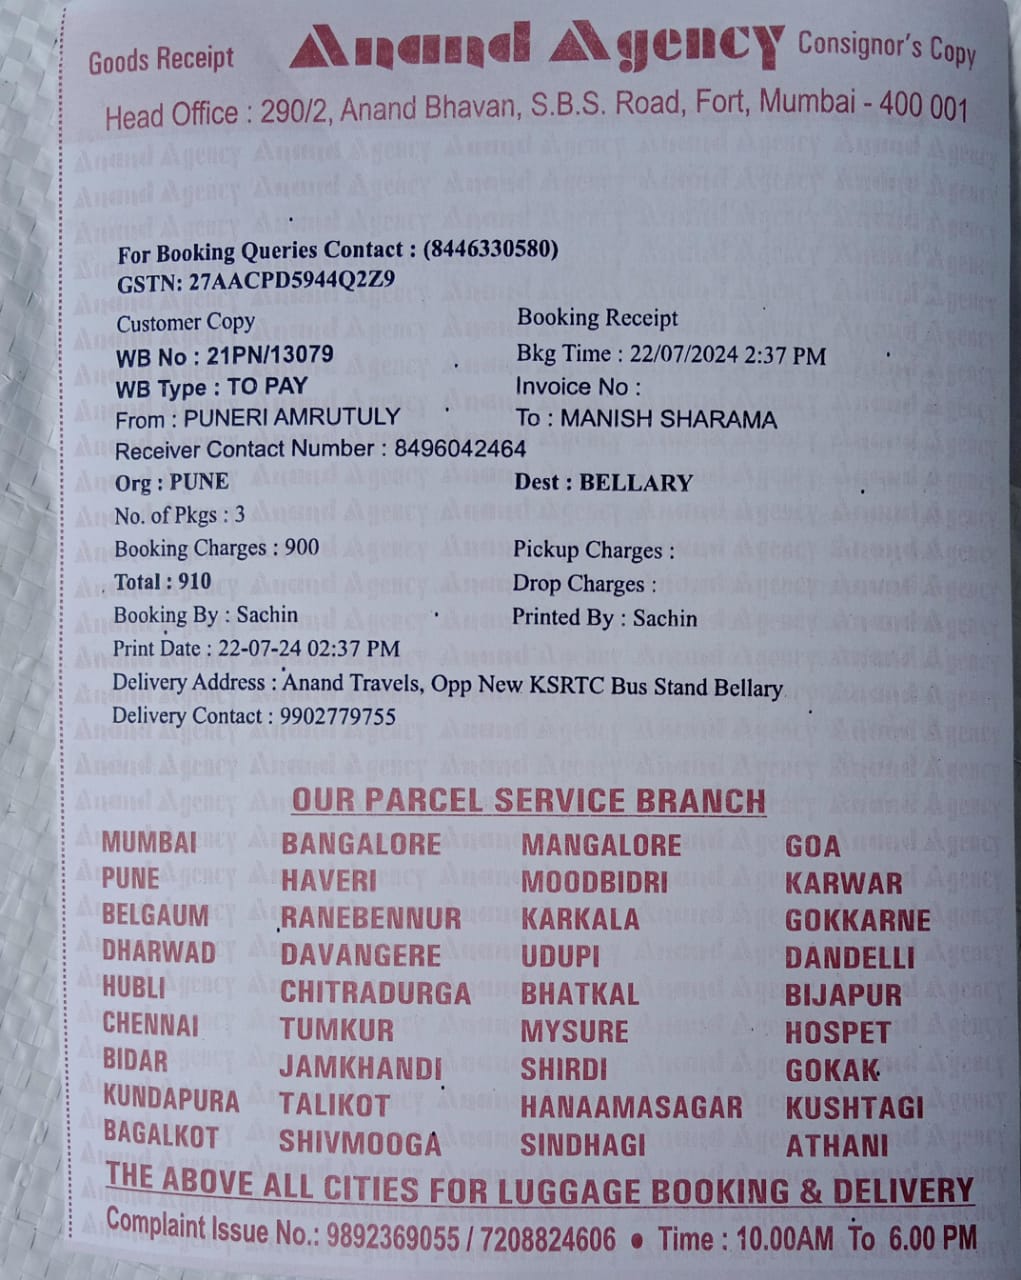 Goods Receipt Anand Agency Consignor's Copy
Head Office : 290/2, Anand Bhavan, S.B.S. Road, Fort, Mumbai - 400 001
For Booking Queries Contact : (8446330580)
GSTN: 27AACPD5944Q2Z9
Customer Copy Booking Receipt
WB No : 21PN/13079 Bkg Time : 22/07/2024 2:37 PM
WB Type : TO PAY Invoice No :
From : PUNERI AMRUTULY To : MANISH SHARAMA
Receiver Contact Number : 8496042464
Org : PUNE Dest : BELLARY
No. of Pkgs : 3
Booking Charges : 900 Pickup Charges :
Total : 910 Drop Charges :
Booking By : Sachin Printed By : Sachin
Print Date : 22-07-24 02:37 PM
Delivery Address : Anand Travels, Opp New KSRTC Bus Stand Bellary
Delivery Contact : 9902779755
OUR PARCEL SERVICE BRANCH
MUMBAI BANGALORE MANGALORE GOA
PUNE HAVERI MOODBIDRI KARWAR
BELGAUM RANEBENNUR KARKALA GOKKARNE
DHARWAD DAVANGERE UDUPI DANDELLI
HUBLI CHITRADURGA BHATKAL BIJAPUR
CHENNAI TUMKUR MYSURE HOSPET
BIDAR JAMKHANDI SHIRDI GOKAK
KUNDAPURA TALIKOT HANAAMASAGAR KUSHTAGI
BAGALKOT SHIVMOOGA SINDHAGI ATHANI
THE ABOVE ALL CITIES FOR LUGGAGE BOOKING & DELIVERY
Complaint Issue No.: 9892369055 / 7208824606 ● Time : 10.00AM To 6.00 PM